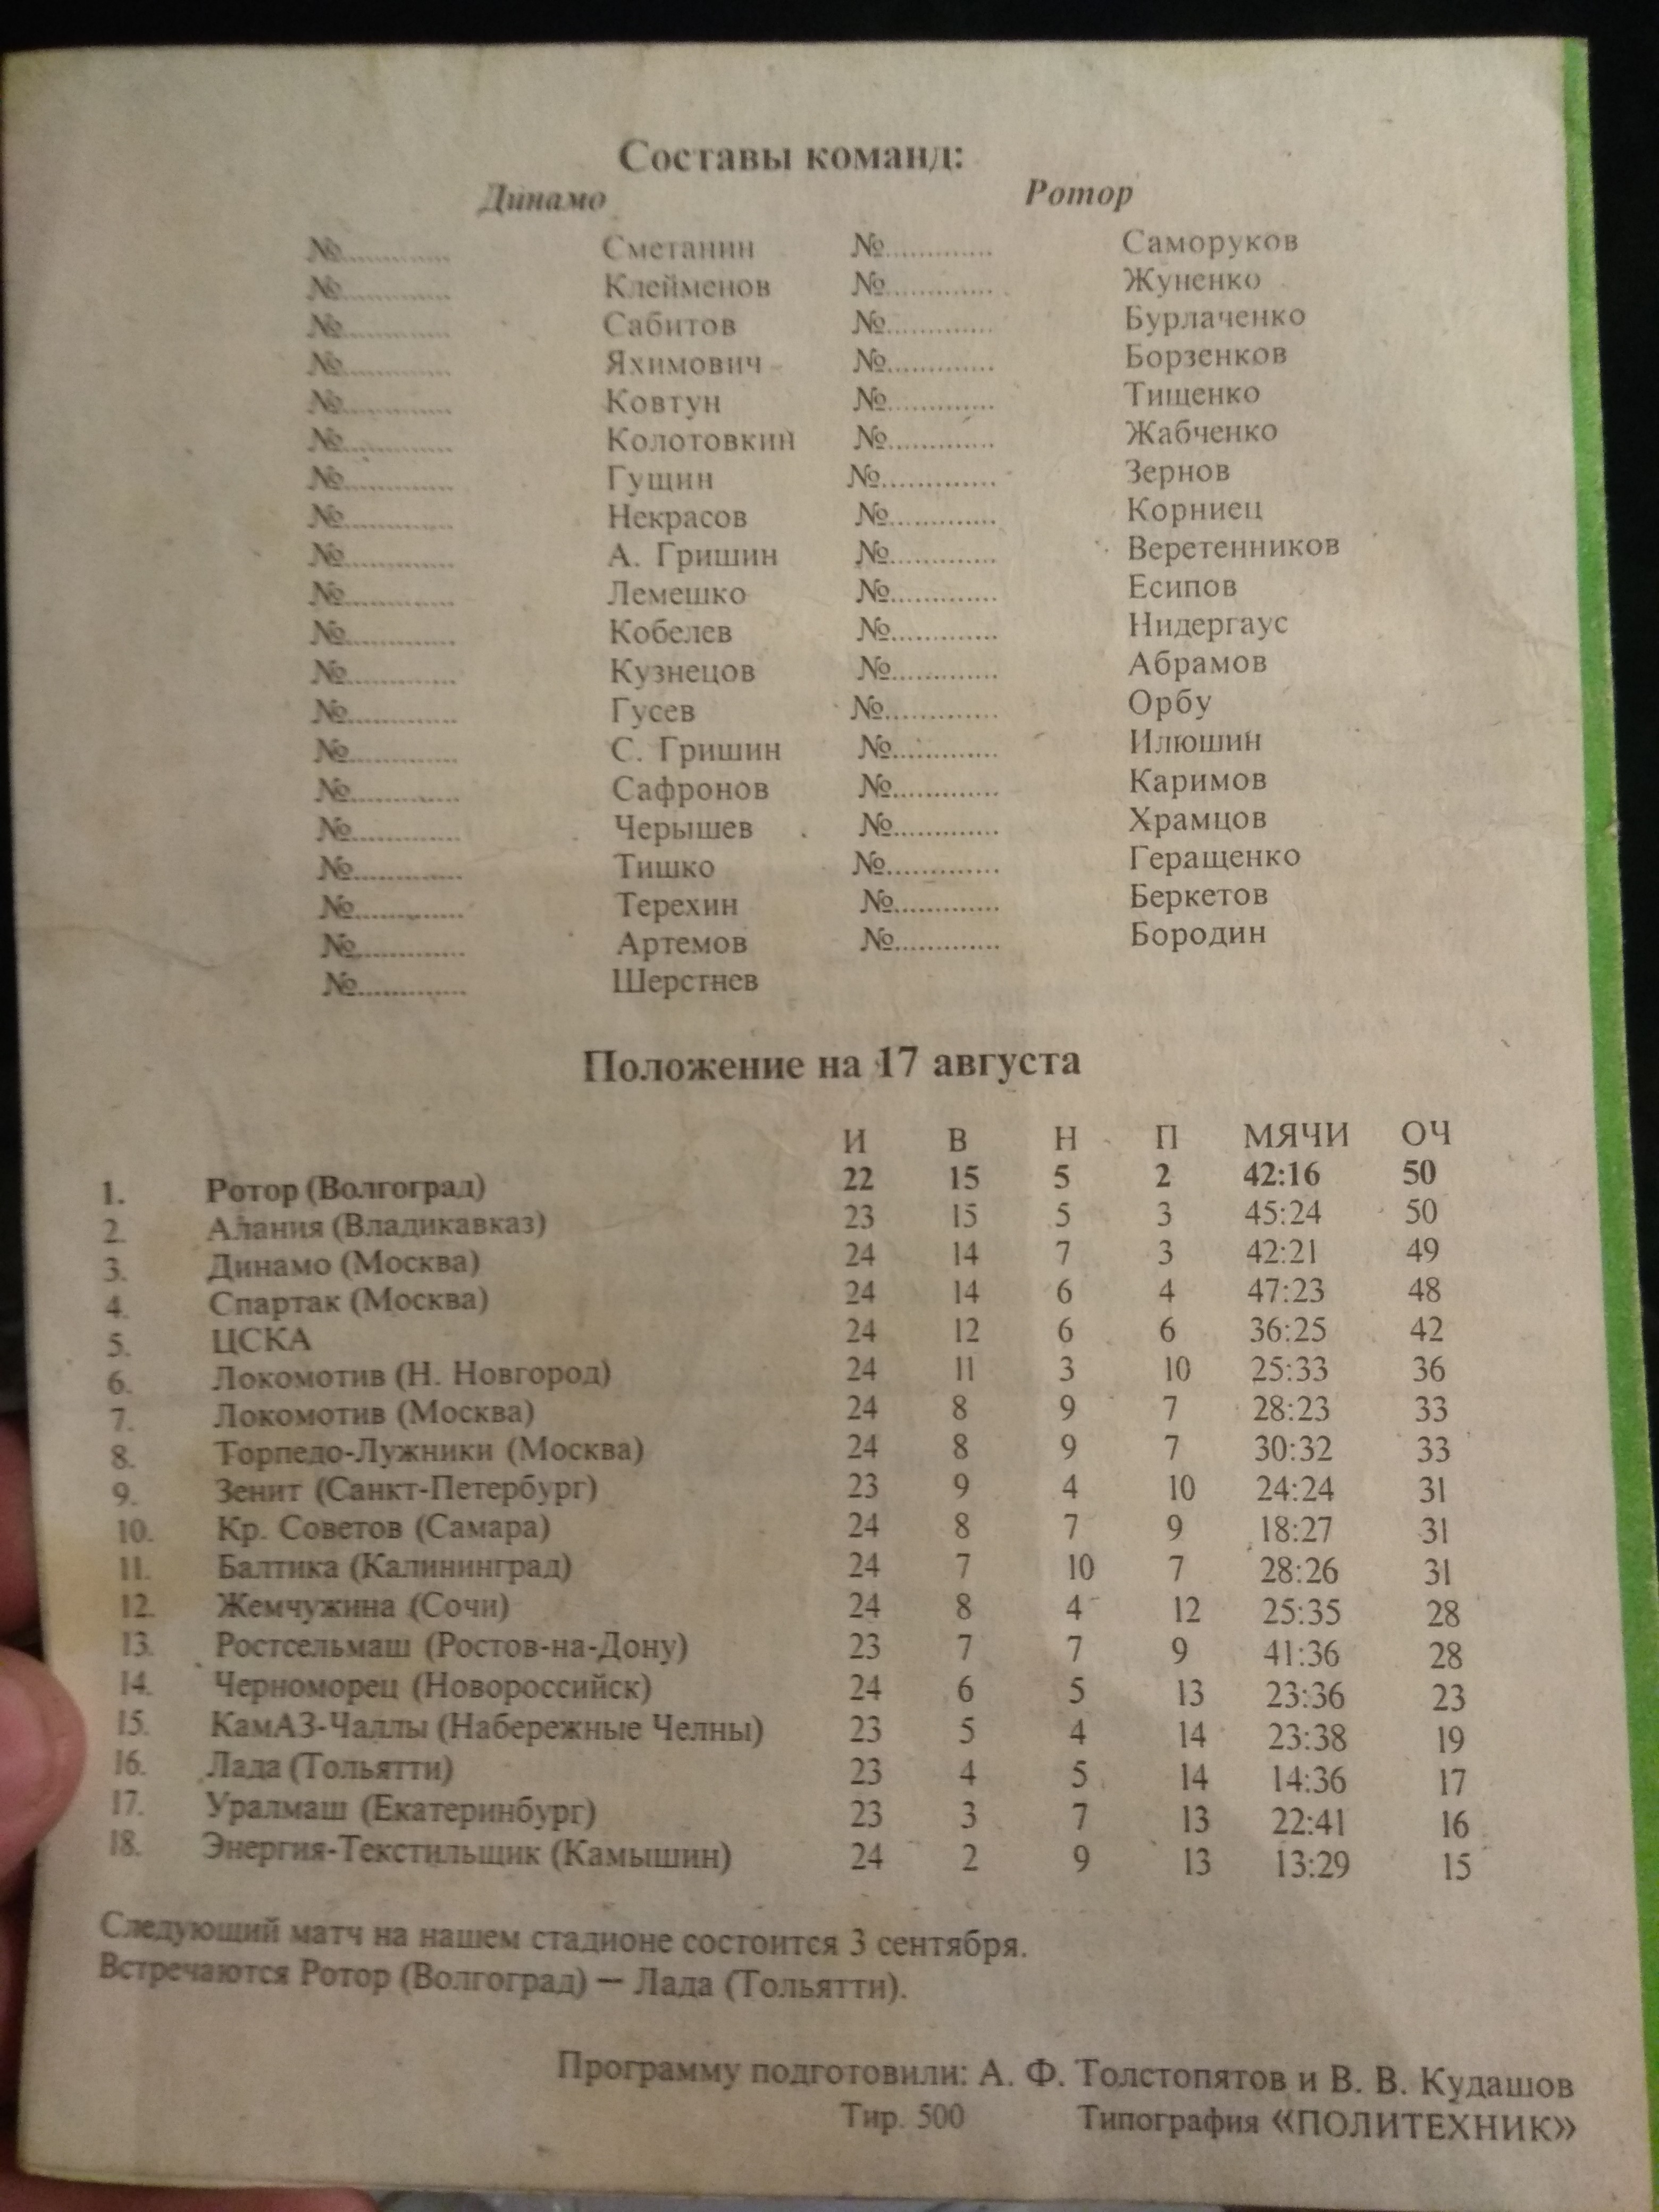 Составы команд:
Динамо Ротор
№............. Сметанин №............. Саморуков
№............. Клейменов №............. Жуненко
№............. Сабитов №............. Бурлаченко
№............. Яхимович №............. Борзенков
№............. Ковтун №............. Тищенко
№............. Колотовкин №............. Жабченко
№............. Гущин №............. Зернов
№............. Некрасов №............. Корниец
№............. А. Гришин №............. Веретенников
№............. Лемешко №............. Есипов
№............. Кобелев №............. Нидергаус
№............. Кузнецов №............. Абрамов
№............. Гусев №............. Орбу
№............. С. Гришин №............. Илюшин
№............. Сафронов №............. Каримов
№............. Черышев №............. Храмцов
№............. Тишко №............. Геращенко
№............. Терехин №............. Беркетов
№............. Артемов №............. Бородин
№............. Шерстнев
Положение на 17 августа
И В Н П МЯЧИ ОЧ
1. Ротор (Волгоград) 22 15 5 2 42:16 50
2. Алания (Владикавказ) 23 15 5 3 45:24 50
3. Динамо (Москва) 24 14 7 3 42:21 49
4. Спартак (Москва) 24 14 6 4 47:23 48
5. ЦСКА 24 12 6 6 36:25 42
6. Локомотив (Н. Новгород) 24 11 3 10 25:33 36
7. Локомотив (Москва) 24 8 9 7 28:23 33
8. Торпедо-Лужники (Москва) 24 8 9 7 30:32 33
9. Зенит (Санкт-Петербург) 23 9 4 10 24:24 31
10. Кр. Советов (Самара) 24 8 7 9 18:27 31
11. Балтика (Калининград) 24 7 10 7 28:26 31
12. Жемчужина (Сочи) 24 8 4 12 25:35 28
13. Ростсельмаш (Ростов-на-Дону) 23 7 7 9 41:36 28
14. Черноморец (Новороссийск) 24 6 5 13 23:36 23
15. КамАЗ-Чаллы (Набережные Челны) 23 5 4 14 23:38 19
16. Лада (Тольятти) 23 4 5 14 14:36 17
17. Уралмаш (Екатеринбург) 23 3 7 13 22:41 16
18. Энергия-Текстильщик (Камышин) 24 2 9 13 13:29 15
Следующий матч на нашем стадионе состоится 3 сентября.
Встречаются Ротор (Волгоград) — Лада (Тольятти).
Программу подготовили: А. Ф. Толстопятов и В. В. Кудашов
Тир. 500 Типография «ПОЛИТЕХНИК»